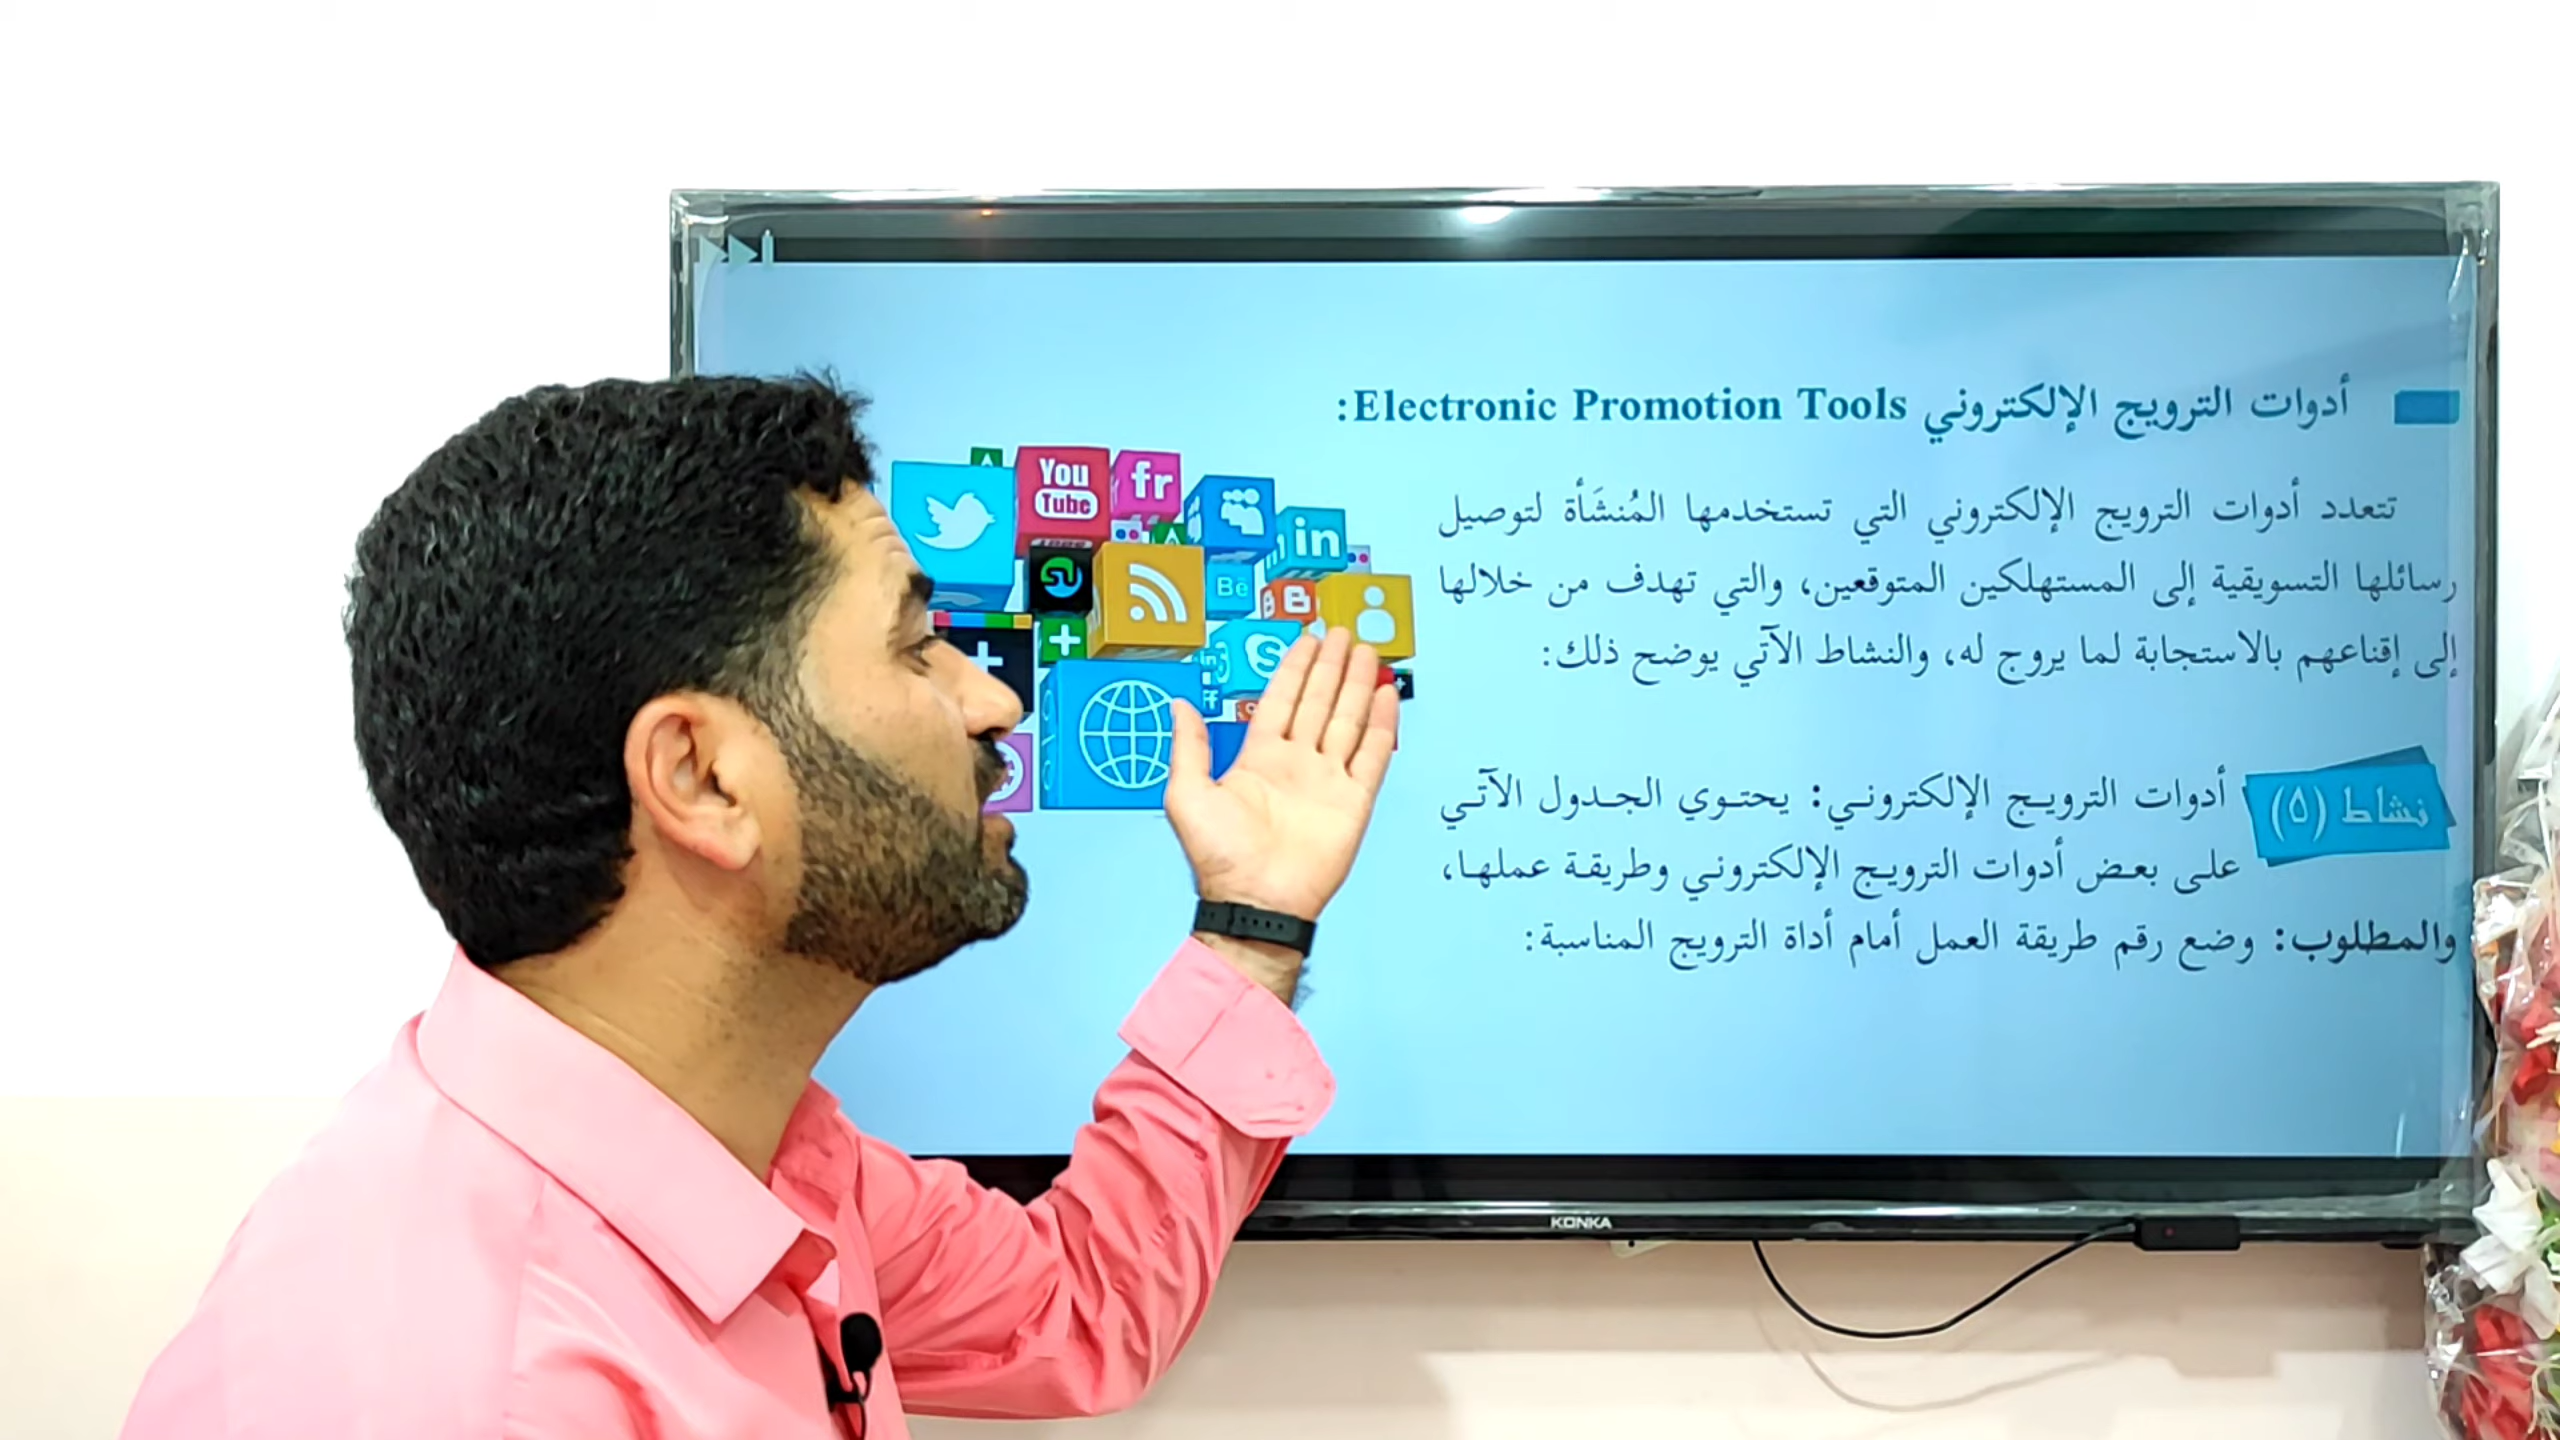 أدوات الترويج الإلكتروني Electronic Promotion Tools:
تتعدد أدوات الترويج الإلكتروني التي تستخدمها المُنشَأة لتوصيل
رسائلها التسويقية إلى المستهلكين المتوقعين، والتي تهدف من خلالها
إلى إقناعهم بالاستجابة لما يروج له، والنشاط الآتي يوضح ذلك:
نشاط (٥)
أدوات الترويج الإلكتروني: يحتوي الجدول الآتي
على بعض أدوات الترويج الإلكتروني وطريقة عملها،
والمطلوب: وضع رقم طريقة العمل أمام أداة الترويج المناسبة:
You
Tube
fr
in
Bē
B
S
KONKA